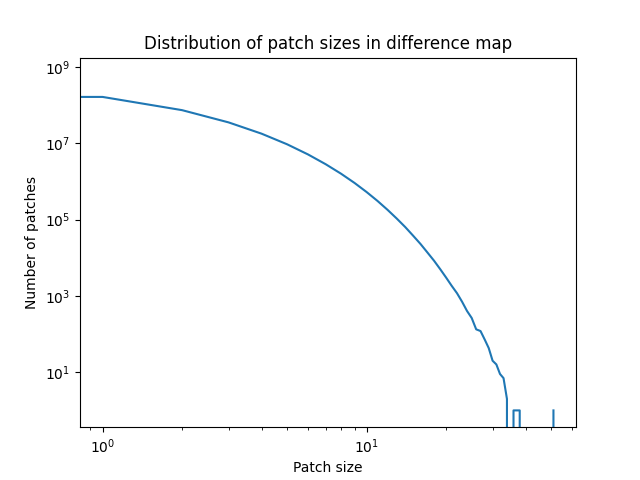 Distribution of patch sizes in difference map
10⁹
10⁷
10⁵
10³
10¹
Number of patches
10⁰ 10¹
Patch size